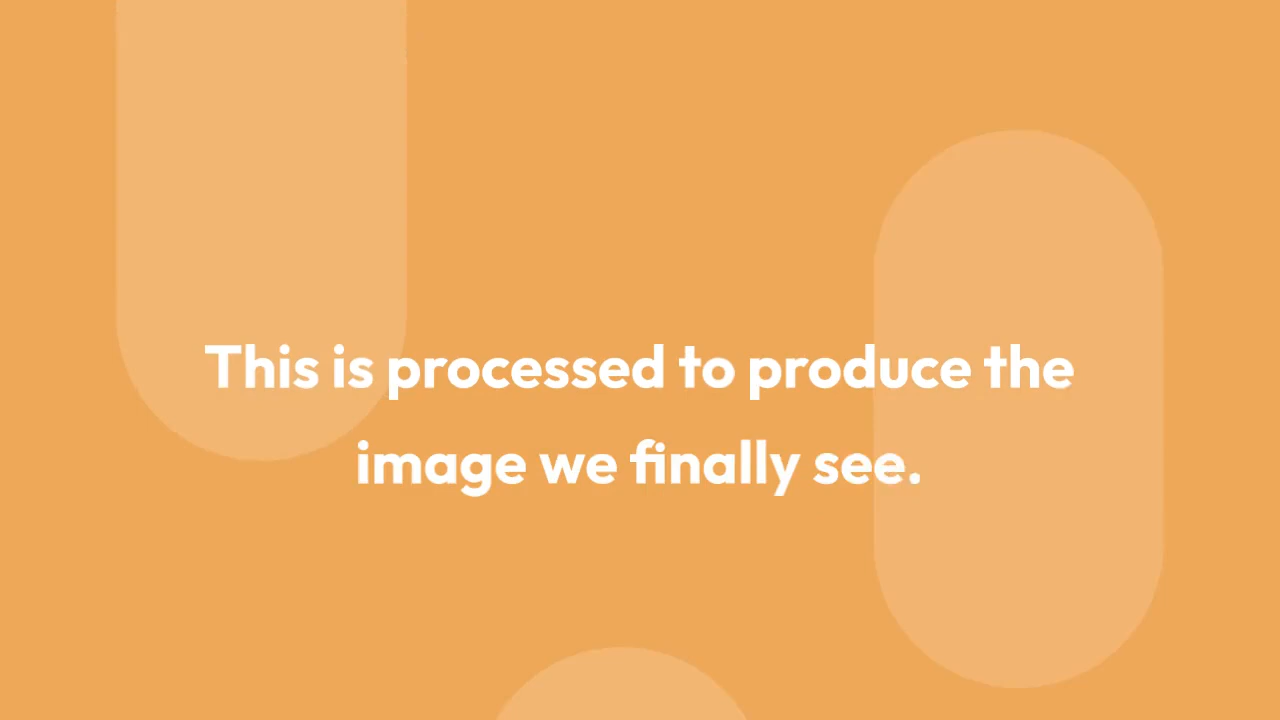 This is processed to produce the
image we finally see.